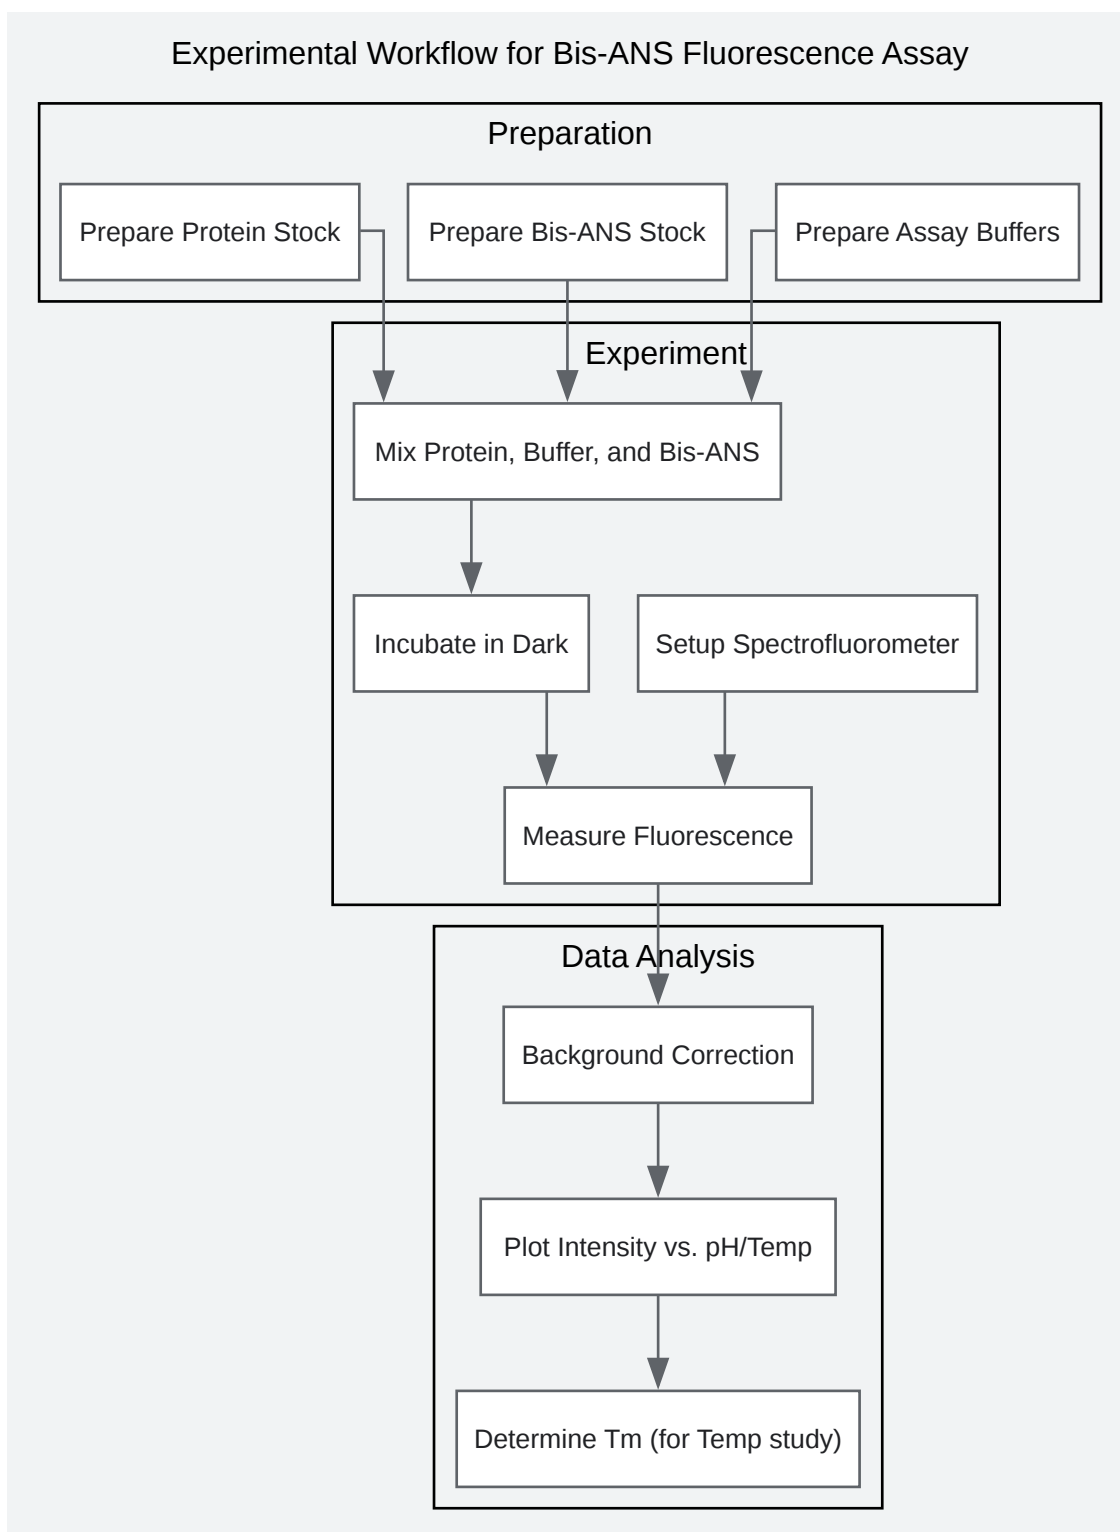 Experimental Workflow for Bis-ANS Fluorescence Assay
Preparation
Prepare Protein Stock
Prepare Bis-ANS Stock
Prepare Assay Buffers
Experiment
Mix Protein, Buffer, and Bis-ANS
Incubate in Dark
Setup Spectrofluorometer
Measure Fluorescence
Data Analysis
Background Correction
Plot Intensity vs. pH/Temp
Determine Tm (for Temp study)